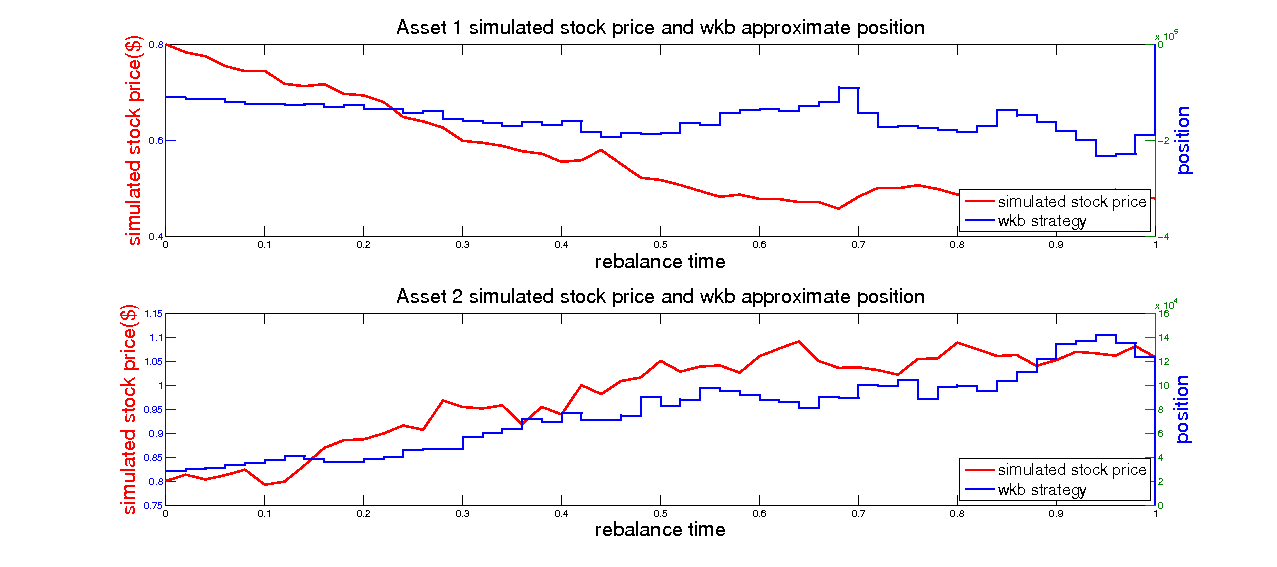 Asset 1 simulated stock price and wkb approximate position
x 10^5
simulated stock price($)
0.8
0.6
0.4
0
-2
-4
position
simulated stock price
wkb strategy
0 0.1 0.2 0.3 0.4 0.5 0.6 0.7 0.8 0.9 1
rebalance time
Asset 2 simulated stock price and wkb approximate position
x 10^4
simulated stock price($)
1.15
1.1
1.05
1
0.95
0.9
0.85
0.8
0.75
16
14
12
10
8
6
4
2
0
position
simulated stock price
wkb strategy
0 0.1 0.2 0.3 0.4 0.5 0.6 0.7 0.8 0.9 1
rebalance time